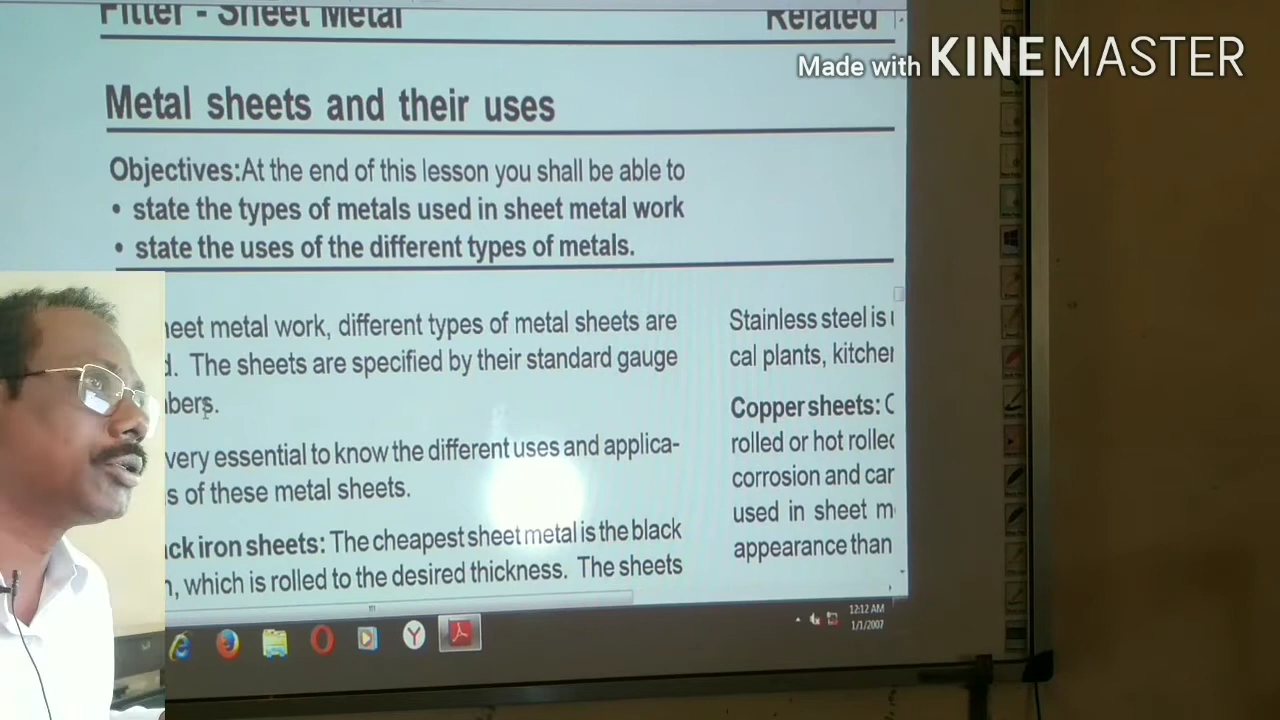 Fitter - Sheet Metal
Related
Made with KINEMASTER
Metal sheets and their uses
Objectives:At the end of this lesson you shall be able to
• state the types of metals used in sheet metal work
• state the uses of the different types of metals.
heet metal work, different types of metal sheets are
d. The sheets are specified by their standard gauge
bers.
very essential to know the different uses and applica-
s of these metal sheets.
ck iron sheets: The cheapest sheet metal is the black
, which is rolled to the desired thickness. The sheets
Stainless steel is
cal plants, kitchen
Copper sheets: C
rolled or hot rolled
corrosion and can
used in sheet m
appearance than
12:12 AM
1/1/2007